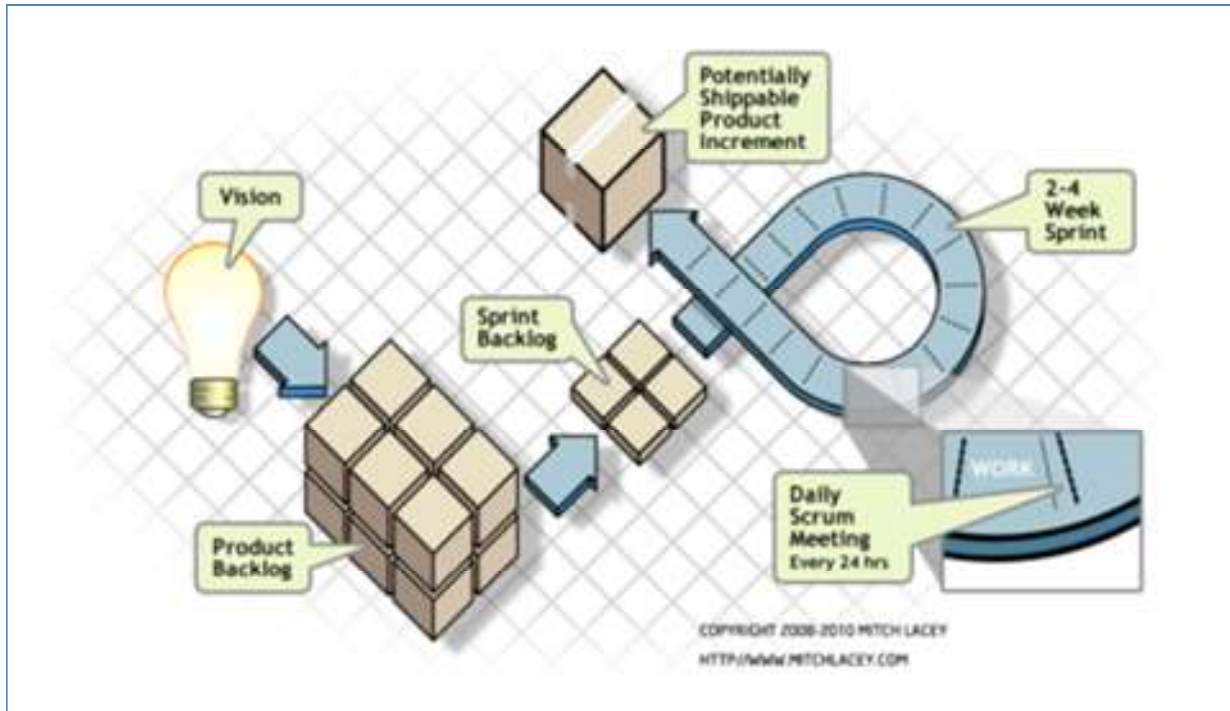 Potentially
Shippable
Product
Increment
Vision
2-4
Week
Sprint
Sprint
Backlog
Product
Backlog
WORK
Daily
Scrum
Meeting
Every 24 hrs
COPYRIGHT 2008-2010 MITCH LACEY
HTTP://WWW.MITCHLACEY.COM